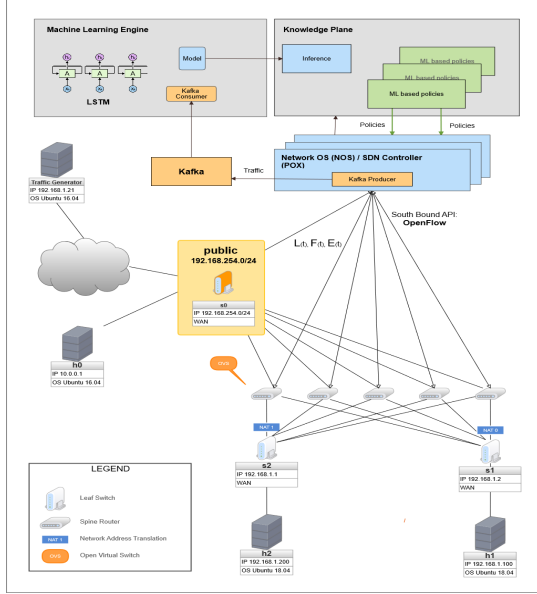 Machine Learning Engine
Knowledge Plane
h
h
h
Model
Inference
ML based policies
A
A
A
ML based policies
ML based policies
X
X
X
LSTM
Kafka
Consumer
Policies
Policies
Network OS (NOS) / SDN Controller
(POX)
Kafka
Traffic
Kafka Producer
Traffic Generator
IP 192.168.1.21
OS Ubuntu 16.04
South Bound API:
OpenFlow
L(t), F(t), E(t)
public
192.168.254.0/24
s0
IP 192.168.254.0/24
WAN
h0
IP 10.0.0.1
OS Ubuntu 16.04
OVS
NAT 1
s2
IP 192.168.1.1
WAN
s1
IP 192.168.1.2
WAN
LEGEND
Leaf Switch
Spine Router
NAT 1
Network Address Translation
OVS
Open Virtual Switch
h2
IP 192.168.1.200
OS Ubuntu 18.04
h1
IP 192.168.1.100
OS Ubuntu 18.04